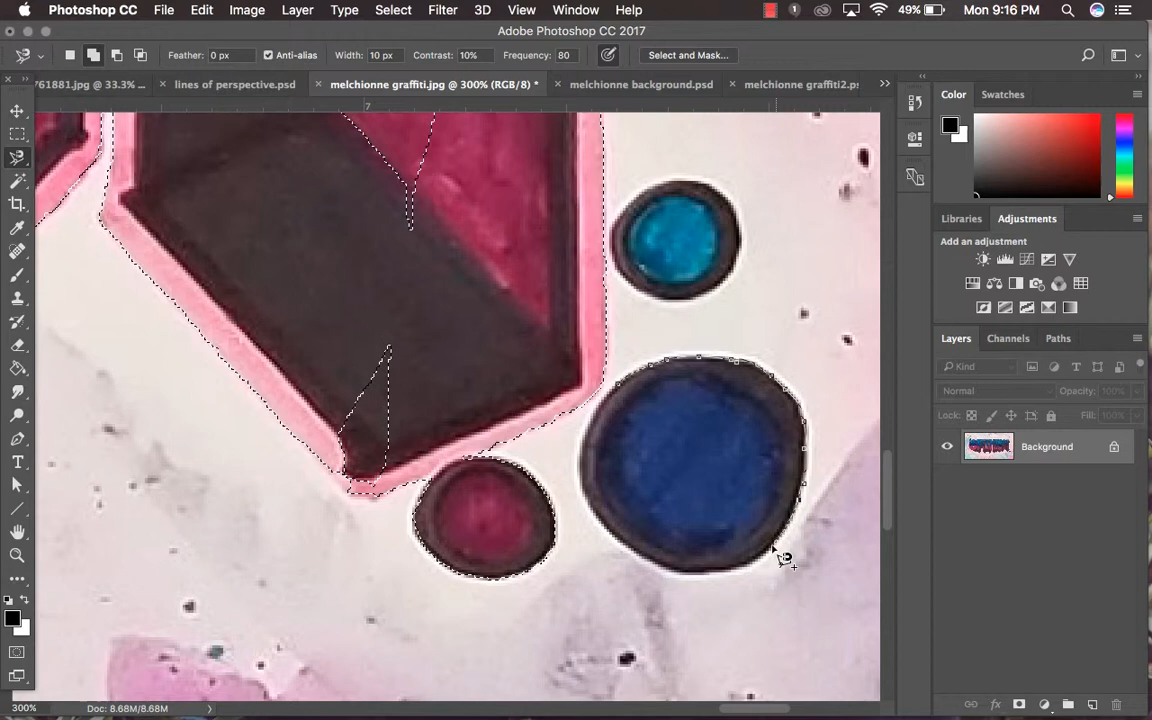 Photoshop CC File Edit Image Layer Type Select Filter 3D View Window Help 1 49% Mon 9:16 PM
Adobe Photoshop CC 2017
Feather: 0 px Anti-alias Width: 10 px Contrast: 10% Frequency: 80 Select and Mask...
761881.jpg @ 33.3% ... × lines of perspective.psd × melchionne graffiti.jpg @ 300% (RGB/8) * × melchionne background.psd × melchionne graffiti2.ps
7
Color Swatches
Libraries Adjustments
Add an adjustment
Layers Channels Paths
Kind
Normal Opacity: 100%
Lock: Fill: 100%
Background
300% Doc: 8.68M/8.68M